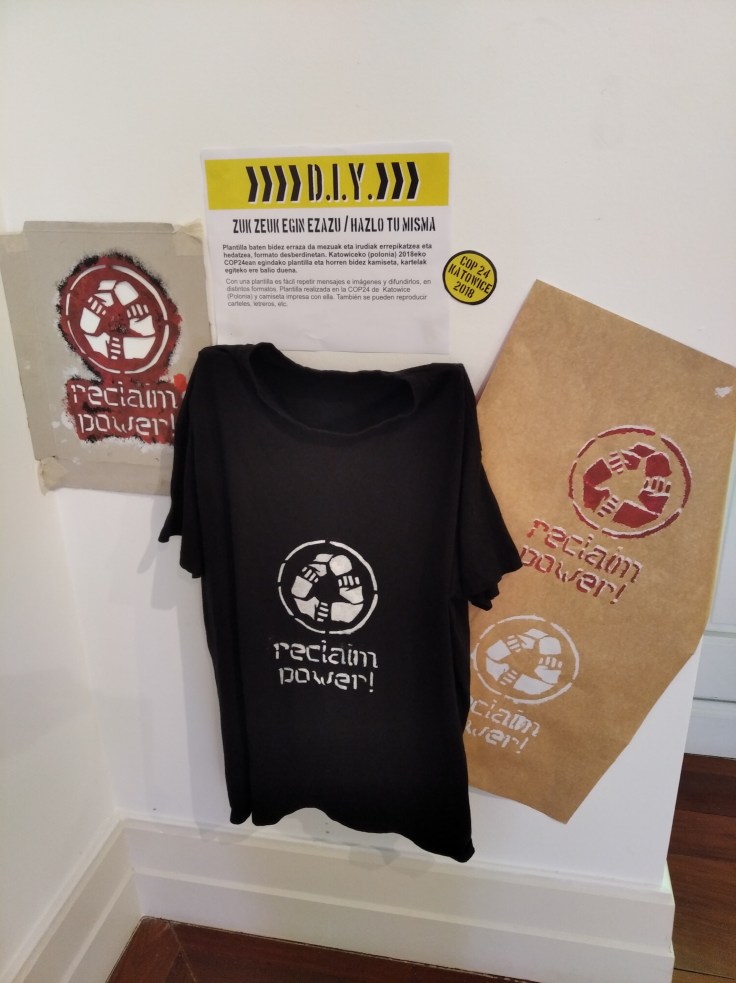 D.I.Y.
ZUK ZEUK EGIN EZAZU / HAZLO TU MISMA
Plantilla baten bidez erraza da mezuak eta irudiak errepikatzea eta
hedatzea, formato desberdinetan. Katowiceko (polonia) 2018eko
COP24ean egindako plantilla eta horren bidez kamiseta, kartelak
egiteko ere balio duena.
Con una plantilla es fácil repetir mensajes e imágenes y difundirlos, en
distintos formatos. Plantilla realizada en la COP24 de Katowice
(Polonia) y camiseta impresa con ella. También se pueden reproducir
carteles, letreros, etc.
COP 24
KATOWICE
2018
reclaim
power!
reclaim
power!
reclaim
power!
claim
ower!